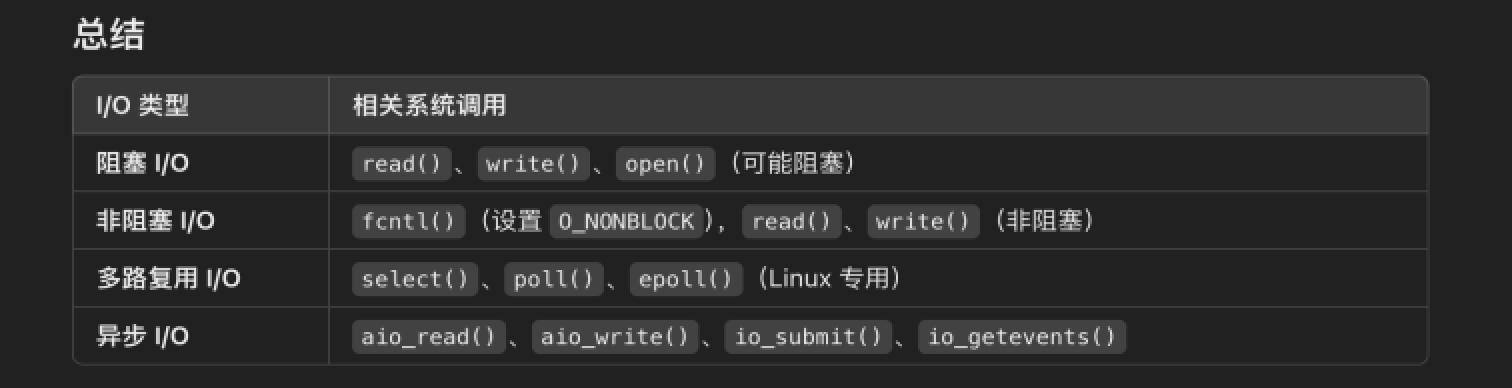 总结
I/O 类型 相关系统调用
阻塞 I/O read()、write()、open()（可能阻塞）
非阻塞 I/O fcntl()（设置 O_NONBLOCK），read()、write()（非阻塞）
多路复用 I/O select()、poll()、epoll()（Linux 专用）
异步 I/O aio_read()、aio_write()、io_submit()、io_getevents()